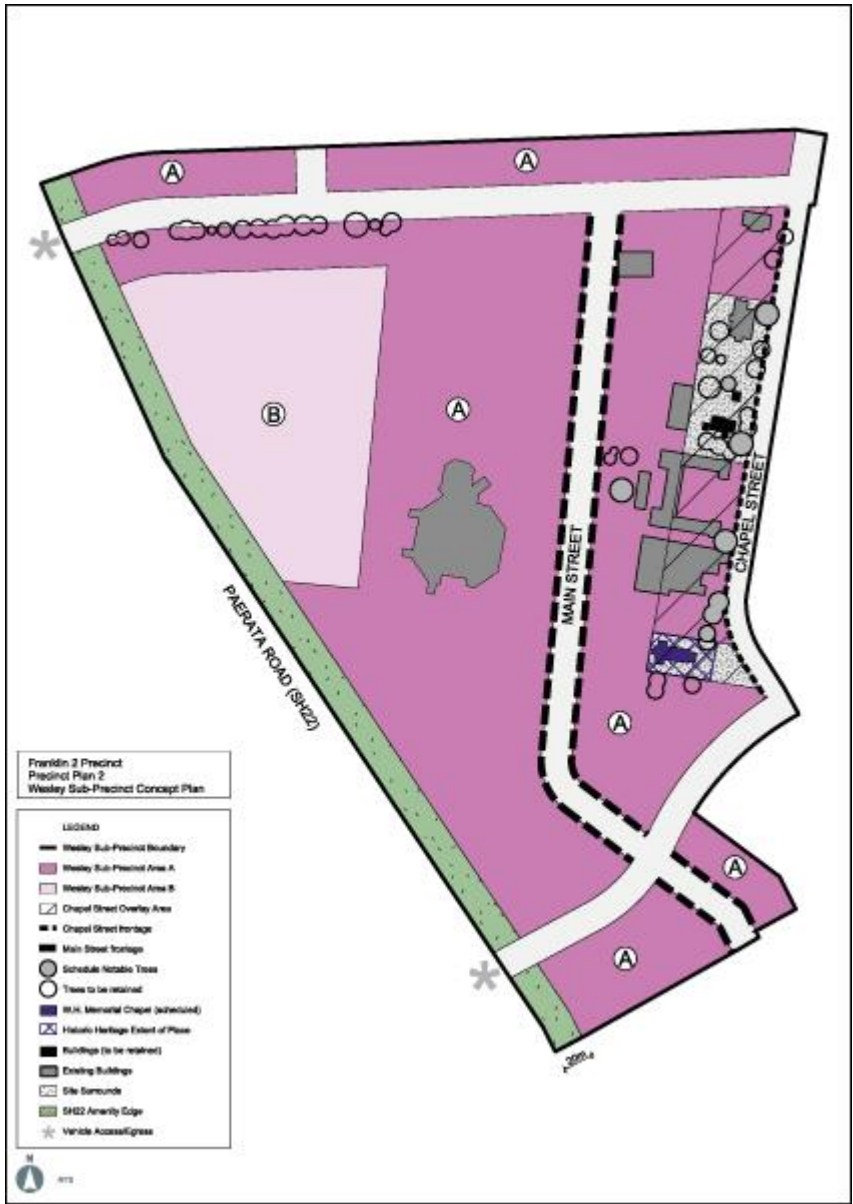 A
A
B
A
MAIN STREET
CHAPEL STREET
PAERATA ROAD (SH22)
A
A
A
20m
Franklin 2 Precinct
Precinct Plan 2
Wesley Sub-Precinct Concept Plan
LEGEND
Wesley Sub-Precinct Boundary
Wesley Sub-Precinct Area A
Wesley Sub-Precinct Area B
Chapel Street Overlay Area
Chapel Street frontage
Main Street frontage
Schedule Notable Trees
Trees to be retained
W.H. Memorial Chapel (scheduled)
Historic Heritage Extent of Place
Buildings (to be retained)
Existing Buildings
Site Surrounds
SH22 Amenity Edge
Vehicle Access/Egress
N
NTS